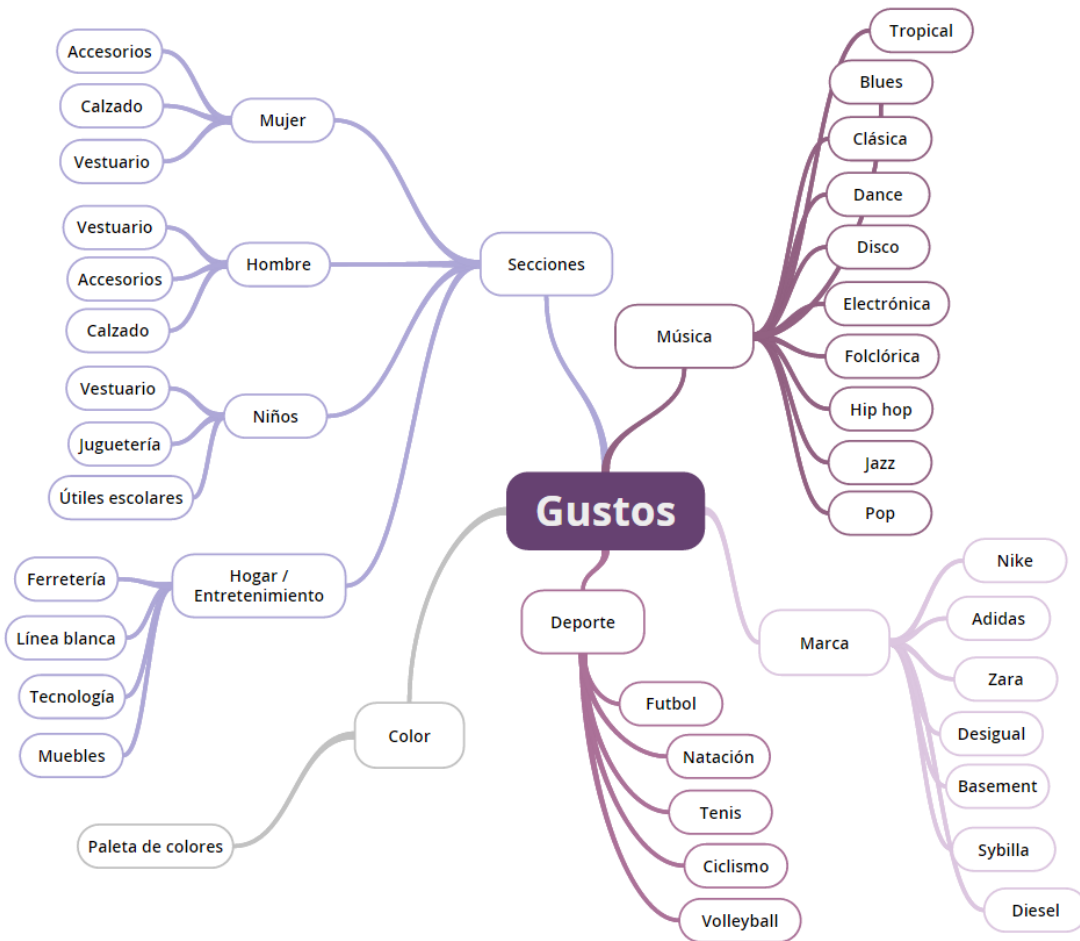 Gustos
Secciones
Mujer
Accesorios
Calzado
Vestuario
Hombre
Vestuario
Accesorios
Calzado
Niños
Vestuario
Juguetería
Útiles escolares
Hogar /
Entretenimiento
Ferretería
Línea blanca
Tecnología
Muebles
Color
Paleta de colores
Música
Tropical
Blues
Clásica
Dance
Disco
Electrónica
Folclórica
Hip hop
Jazz
Pop
Deporte
Futbol
Natación
Tenis
Ciclismo
Volleyball
Marca
Nike
Adidas
Zara
Desigual
Basement
Sybilla
Diesel